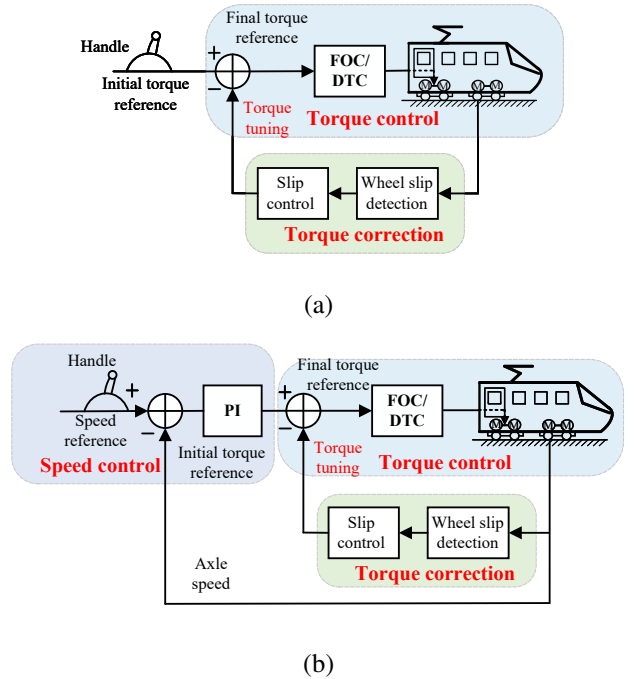 Final torque
reference
Handle
+
−
Initial torque
reference
FOC/
DTC
M M M M
Torque
tuning
Torque control
Slip
control
Wheel slip
detection
Torque correction
(a)
Handle
+
−
Speed
reference
Speed control
PI
Initial torque
reference
Final torque
reference
+
−
FOC/
DTC
M M M M
Torque
tuning
Torque control
Slip
control
Wheel slip
detection
Torque correction
Axle
speed
(b)